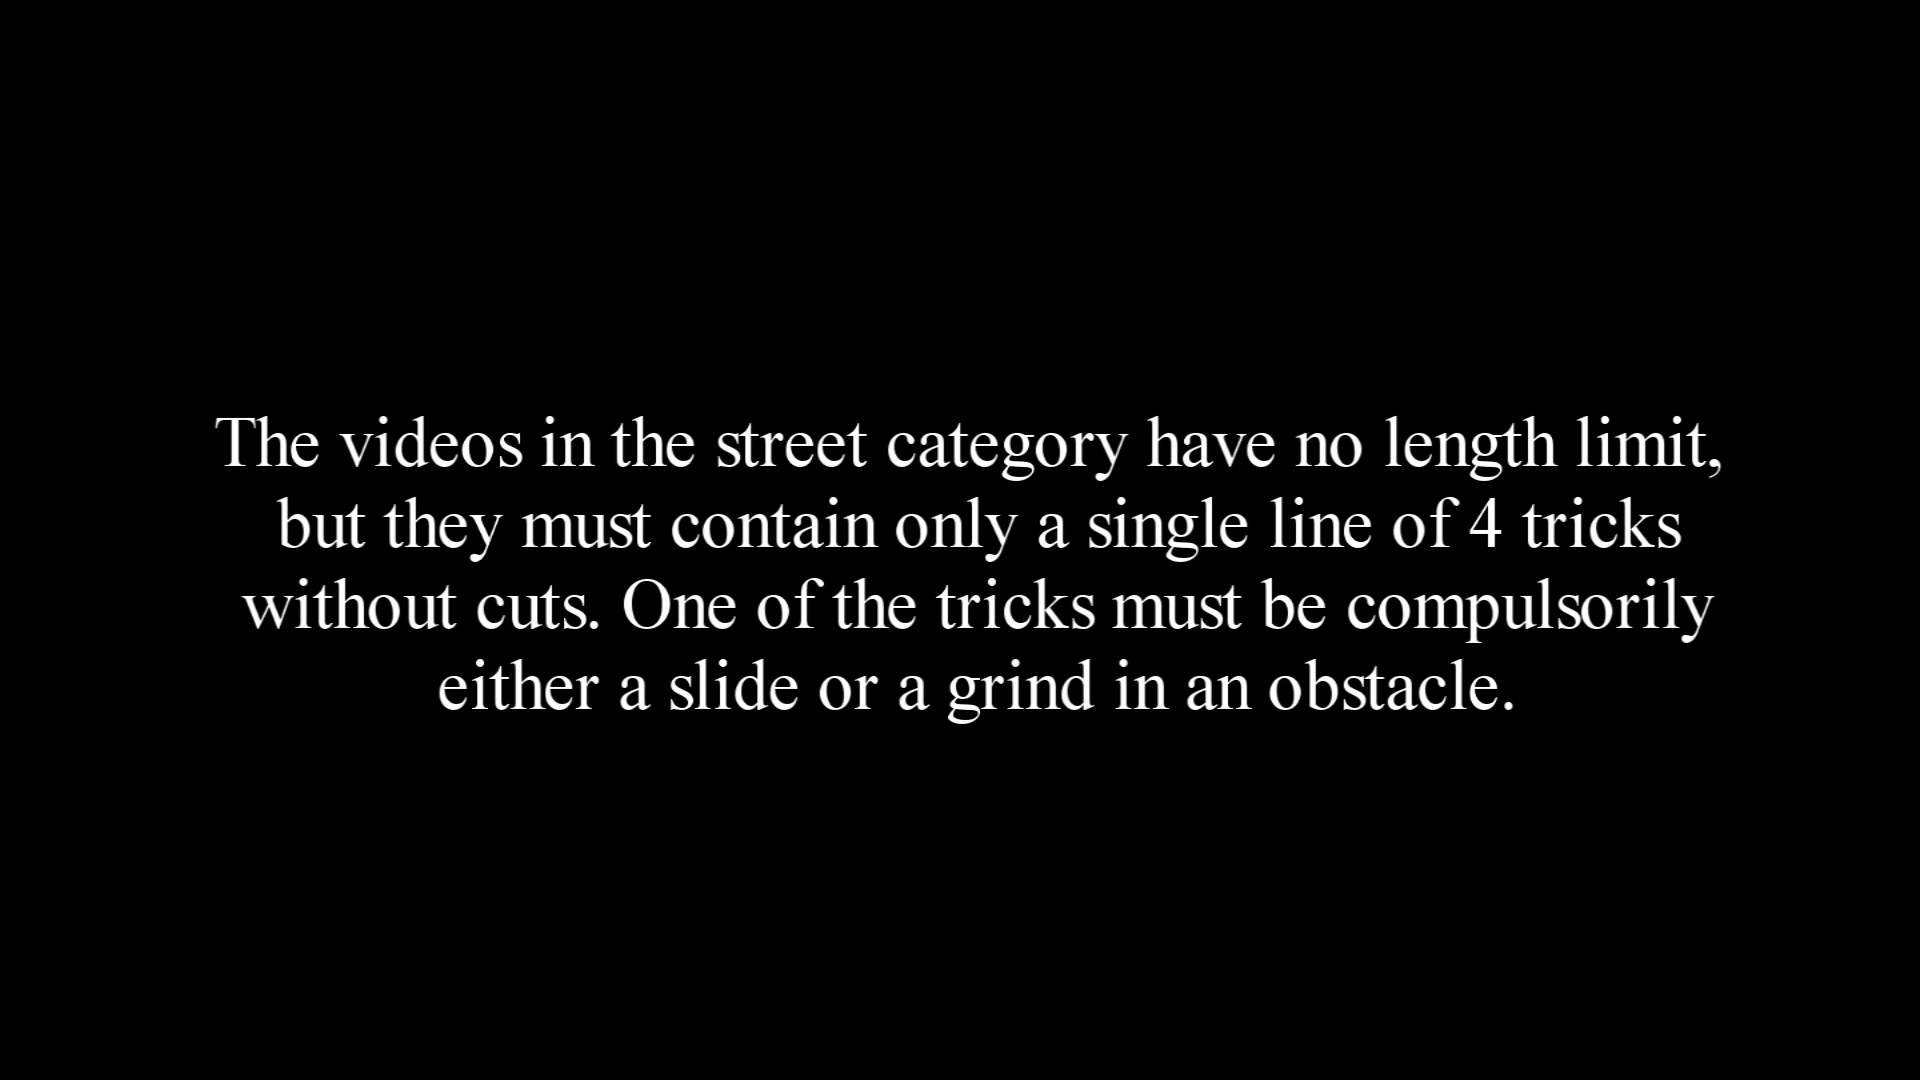 The videos in the street category have no length limit,
but they must contain only a single line of 4 tricks
without cuts. One of the tricks must be compulsorily
either a slide or a grind in an obstacle.